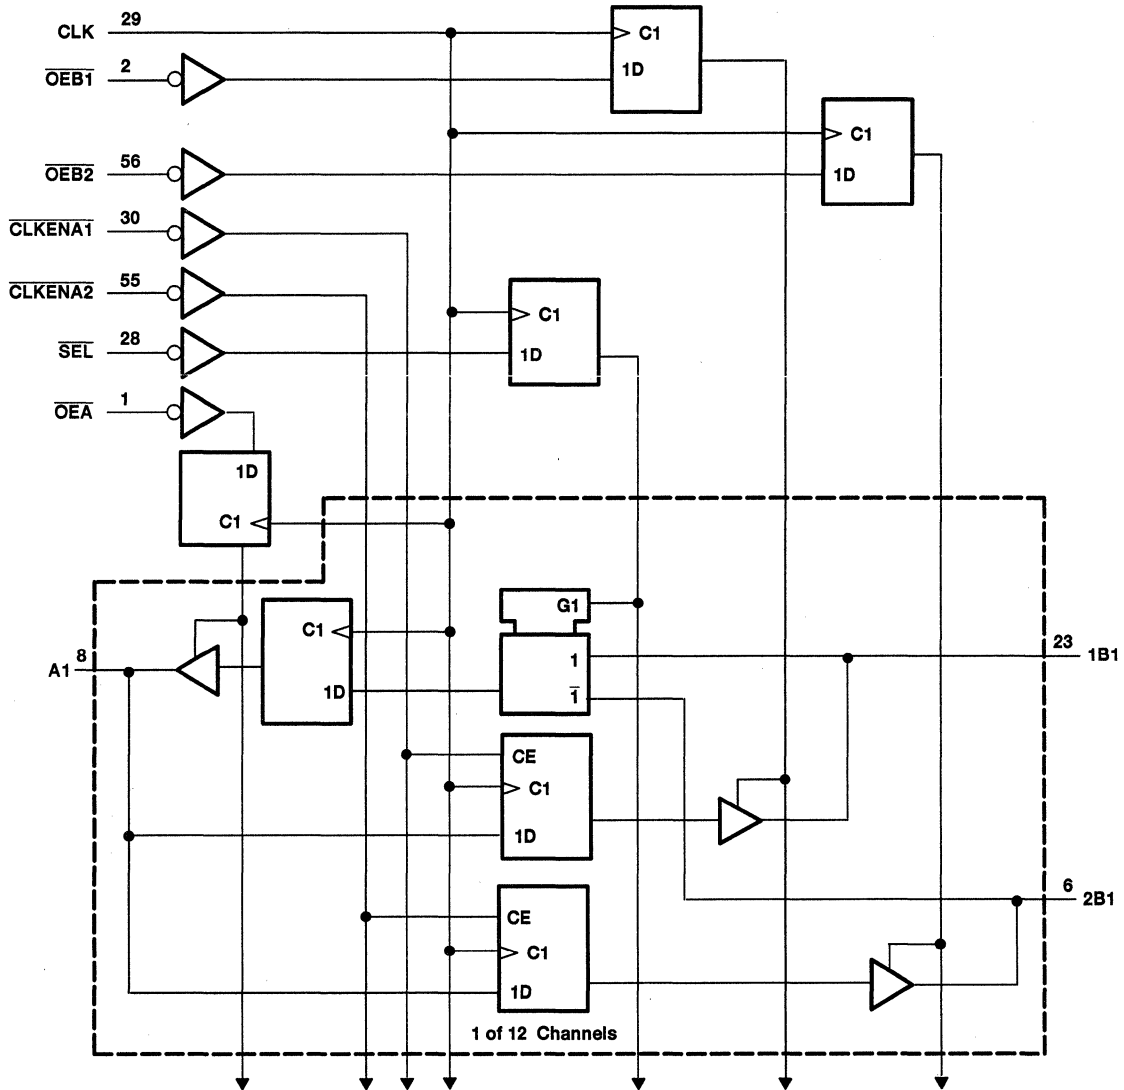 CLK 29
C1
1D
OEB1 2
C1
1D
OEB2 56
CLKENA1 30
CLKENA2 55
C1
1D
SEL 28
OEA 1
1D
C1
G1
C1
1
23 1B1
A1 8
1D
1
CE
C1
1D
6 2B1
CE
C1
1D
1 of 12 Channels